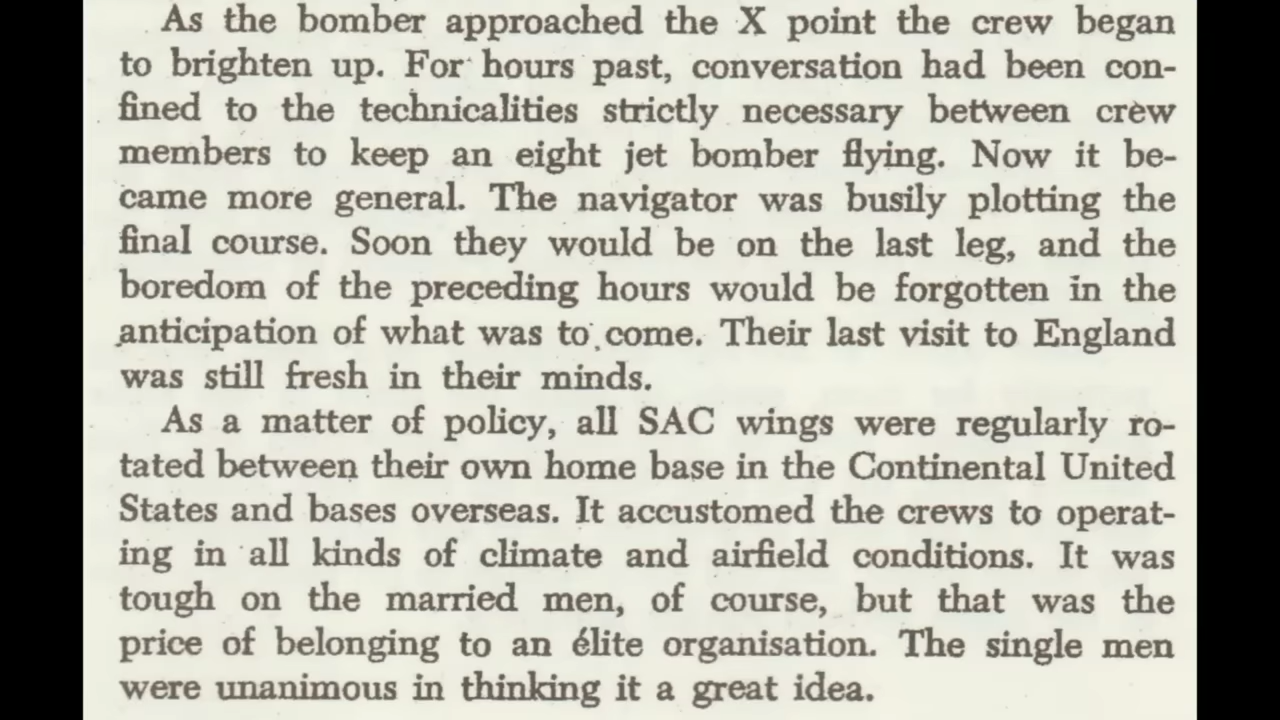 As the bomber approached the X point the crew began
to brighten up. For hours past, conversation had been con-
fined to the technicalities strictly necessary between crew
members to keep an eight jet bomber flying. Now it be-
came more general. The navigator was busily plotting the
final course. Soon they would be on the last leg, and the
boredom of the preceding hours would be forgotten in the
anticipation of what was to come. Their last visit to England
was still fresh in their minds.
As a matter of policy, all SAC wings were regularly ro-
tated between their own home base in the Continental United
States and bases overseas. It accustomed the crews to operat-
ing in all kinds of climate and airfield conditions. It was
tough on the married men, of course, but that was the
price of belonging to an élite organisation. The single men
were unanimous in thinking it a great idea.